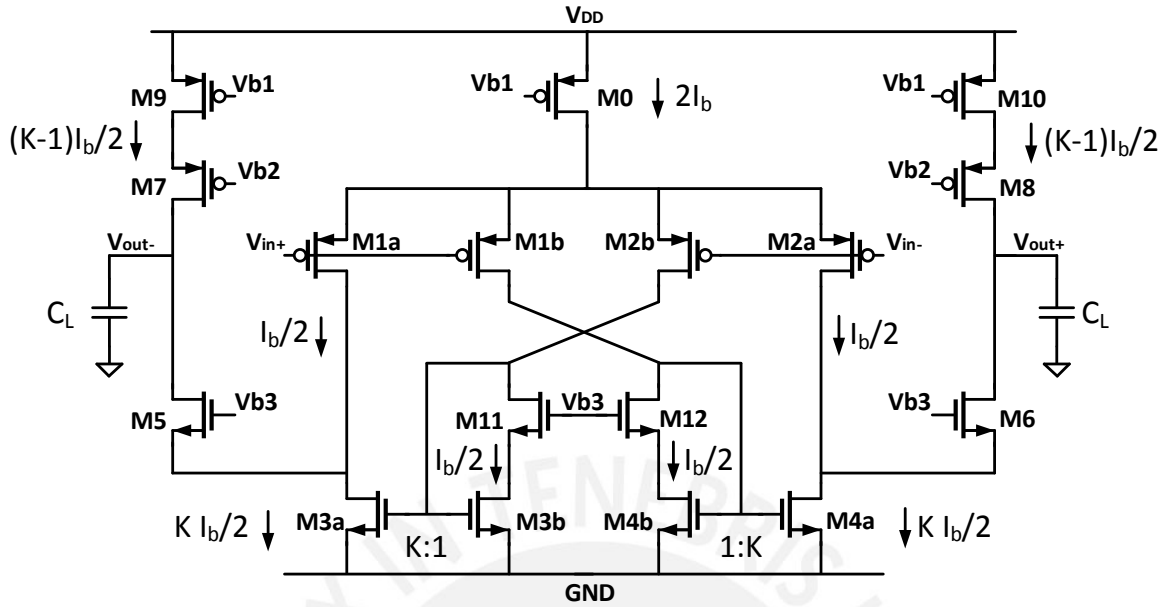 VDD
M9
Vb1
Vb1
M0
2Ib
Vb1
M10
(K-1)Ib/2
(K-1)Ib/2
M7
Vb2
Vb2
M8
Vout-
Vin+
M1a
M1b
M2b
M2a
Vin-
Vout+
CL
CL
Ib/2
Ib/2
M5
Vb3
M11
Vb3
M12
Vb3
M6
Ib/2
Ib/2
K Ib/2
M3a
M3b
M4b
M4a
K Ib/2
K:1
1:K
GND
X IN TENEBRIS